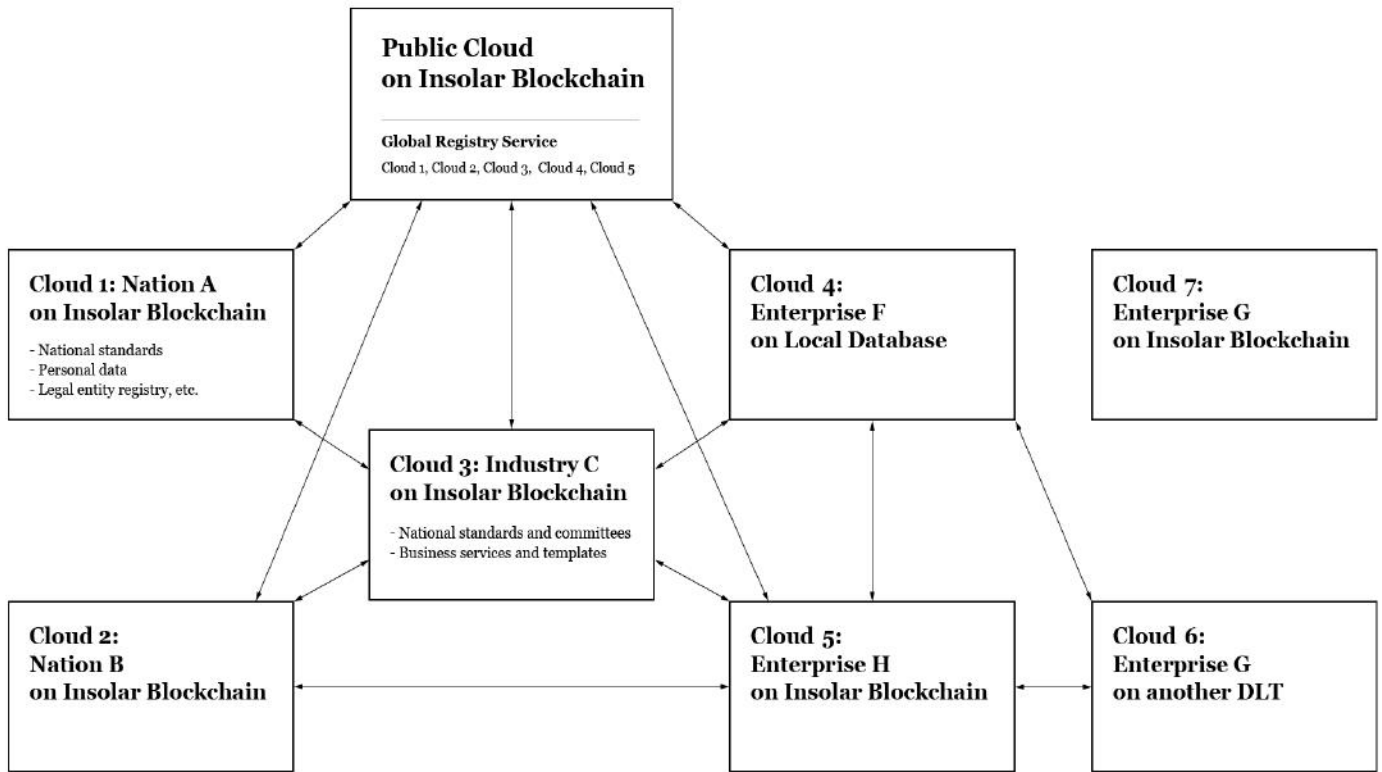 Public Cloud
on Insolar Blockchain
Global Registry Service
Cloud 1, Cloud 2, Cloud 3, Cloud 4, Cloud 5
Cloud 1: Nation A
on Insolar Blockchain
- National standards
- Personal data
- Legal entity registry, etc.
Cloud 4:
Enterprise F
on Local Database
Cloud 7:
Enterprise G
on Insolar Blockchain
Cloud 3: Industry C
on Insolar Blockchain
- National standards and committees
- Business services and templates
Cloud 2:
Nation B
on Insolar Blockchain
Cloud 5:
Enterprise H
on Insolar Blockchain
Cloud 6:
Enterprise G
on another DLT